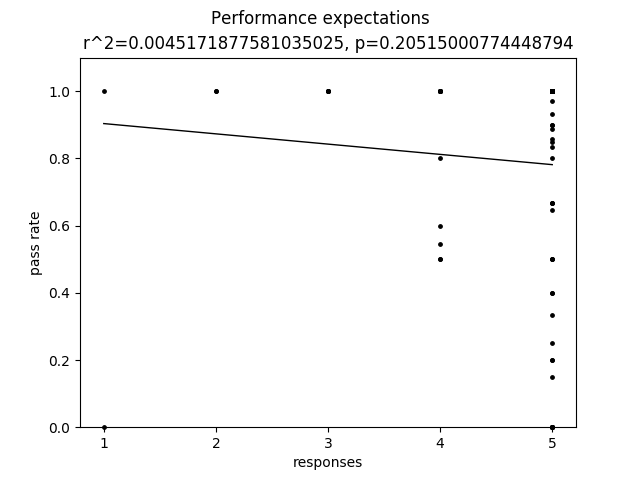 Performance expectations
r^2=0.0045171877581035025, p=0.20515000774448794
1.0
0.8
0.6
0.4
0.2
0.0
pass rate
1 2 3 4 5
responses